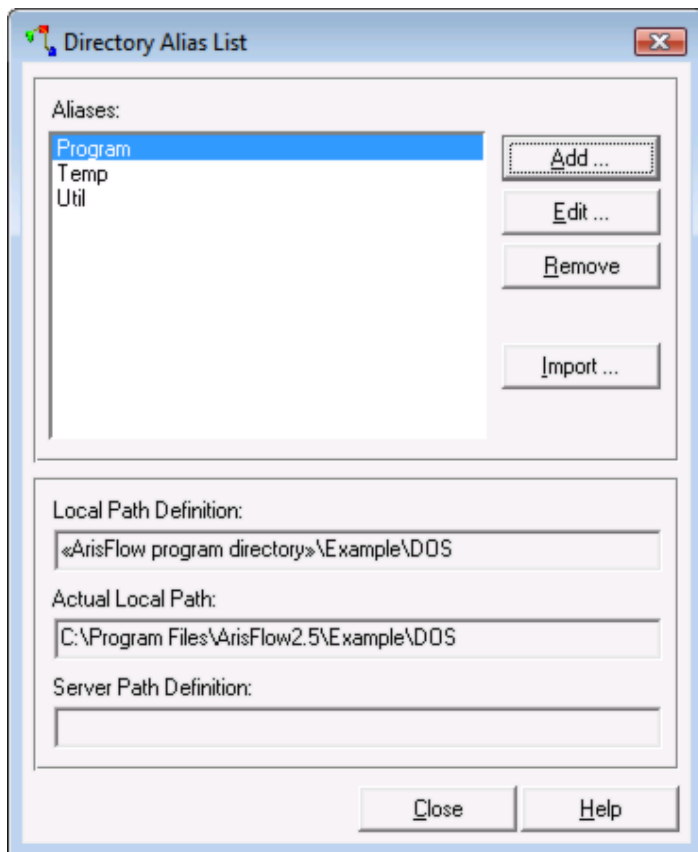 Directory Alias List
Aliases:
Program
Temp
Util
Add ...
Edit ...
Remove
Import ...
Local Path Definition:
«ArisFlow program directory»\Example\DOS
Actual Local Path:
C:\Program Files\ArisFlow2.5\Example\DOS
Server Path Definition:
Close
Help